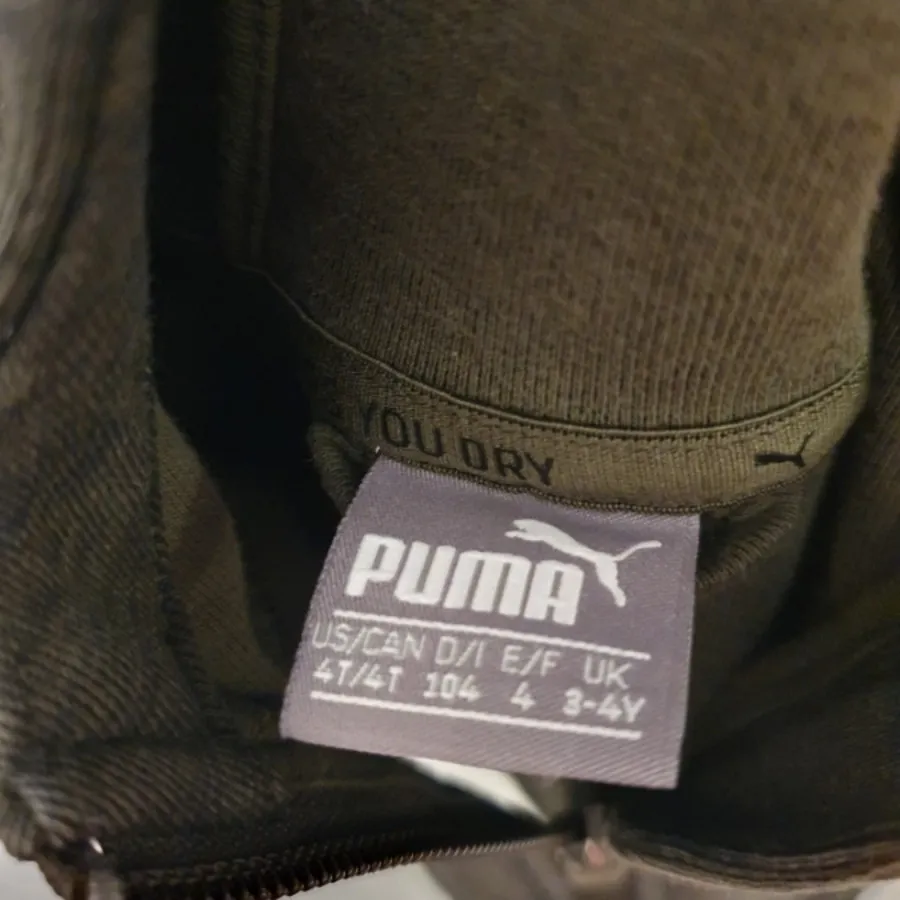 YOU DRY
PUMA
US/CAN D/I E/F UK
4T/4T 104 4 3-4Y